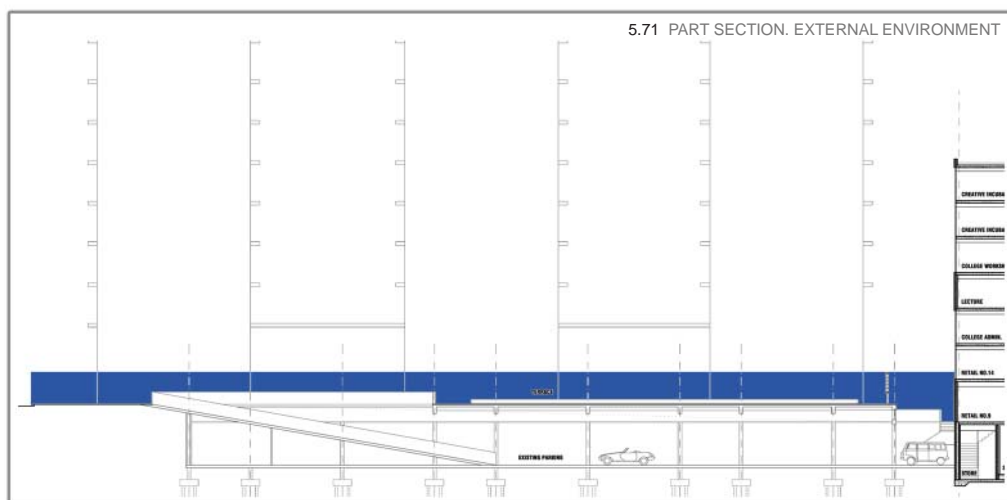 5.71 PART SECTION. EXTERNAL ENVIRONMENT
CREATIVE INCUBA
CREATIVE INCUBA
COLLEGE WORKSH
LECTURE
COLLEGE ADMIN.
RETAIL NO.14
SURFACE
RETAIL NO.9
EXISTING PARKING
STORE